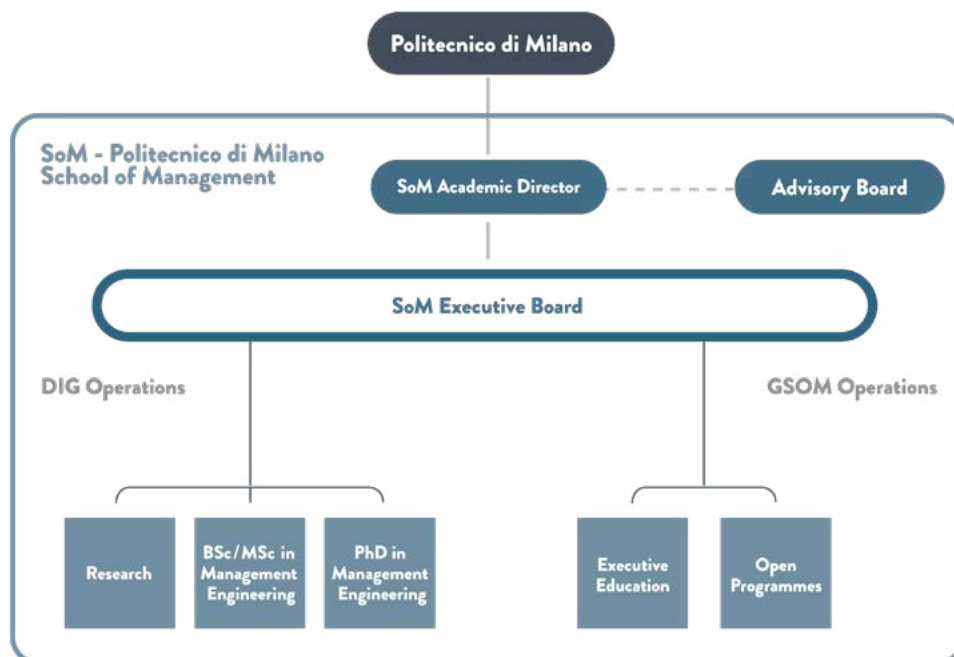 Politecnico di Milano
SoM - Politecnico di Milano
School of Management
SoM Academic Director
Advisory Board
SoM Executive Board
DIG Operations
GSOM Operations
Research
BSc/MSc in
Management
Engineering
PhD in
Management
Engineering
Executive
Education
Open
Programmes